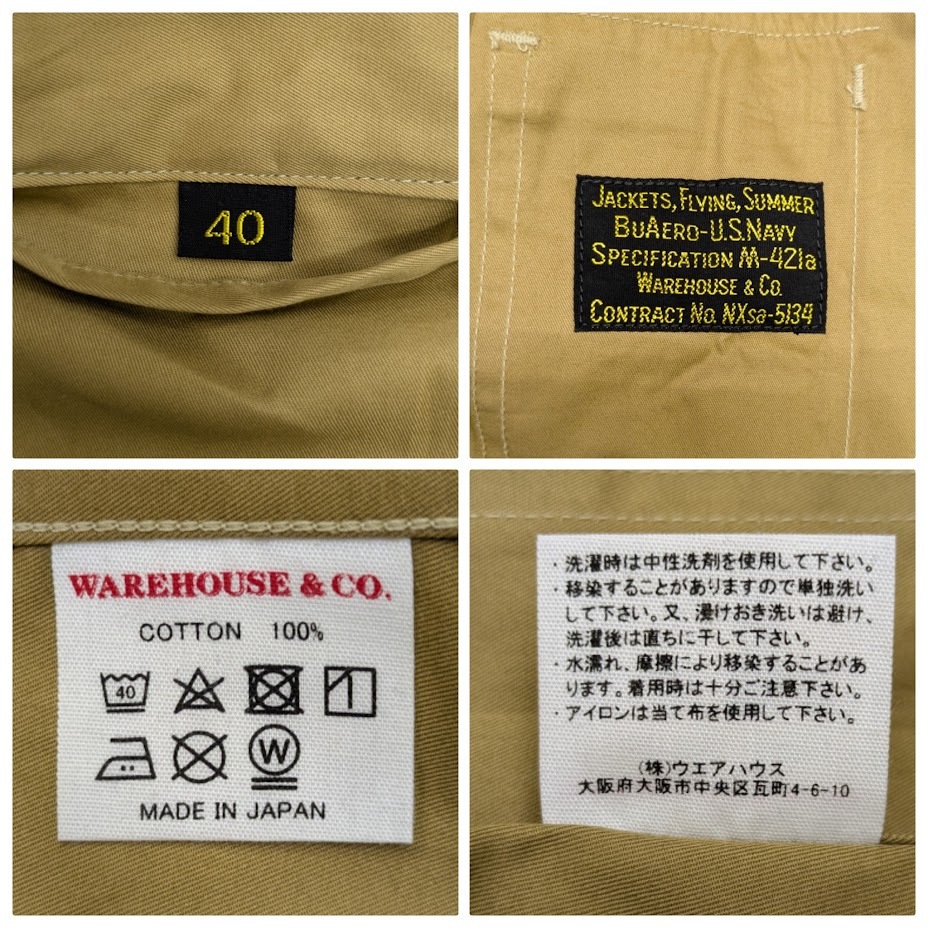 40
JACKETS, FLYING, SUMMER
BUAERO-U.S.NAVY
SPECIFICATION M-421a
WAREHOUSE & CO.
CONTRACT NO. NXsa-5134
WAREHOUSE & CO.
COTTON 100%
40
W
MADE IN JAPAN
・洗濯時は中性洗剤を使用して下さい。
・移染することがありますので単独洗い
して下さい。又、浸けおき洗いは避け、
洗濯後は直ちに干して下さい。
・水濡れ、摩擦により移染することがあ
ります。着用時は十分ご注意下さい。
・アイロンは当て布を使用して下さい。
(株)ウエアハウス
大阪府大阪市中央区瓦町4-6-10